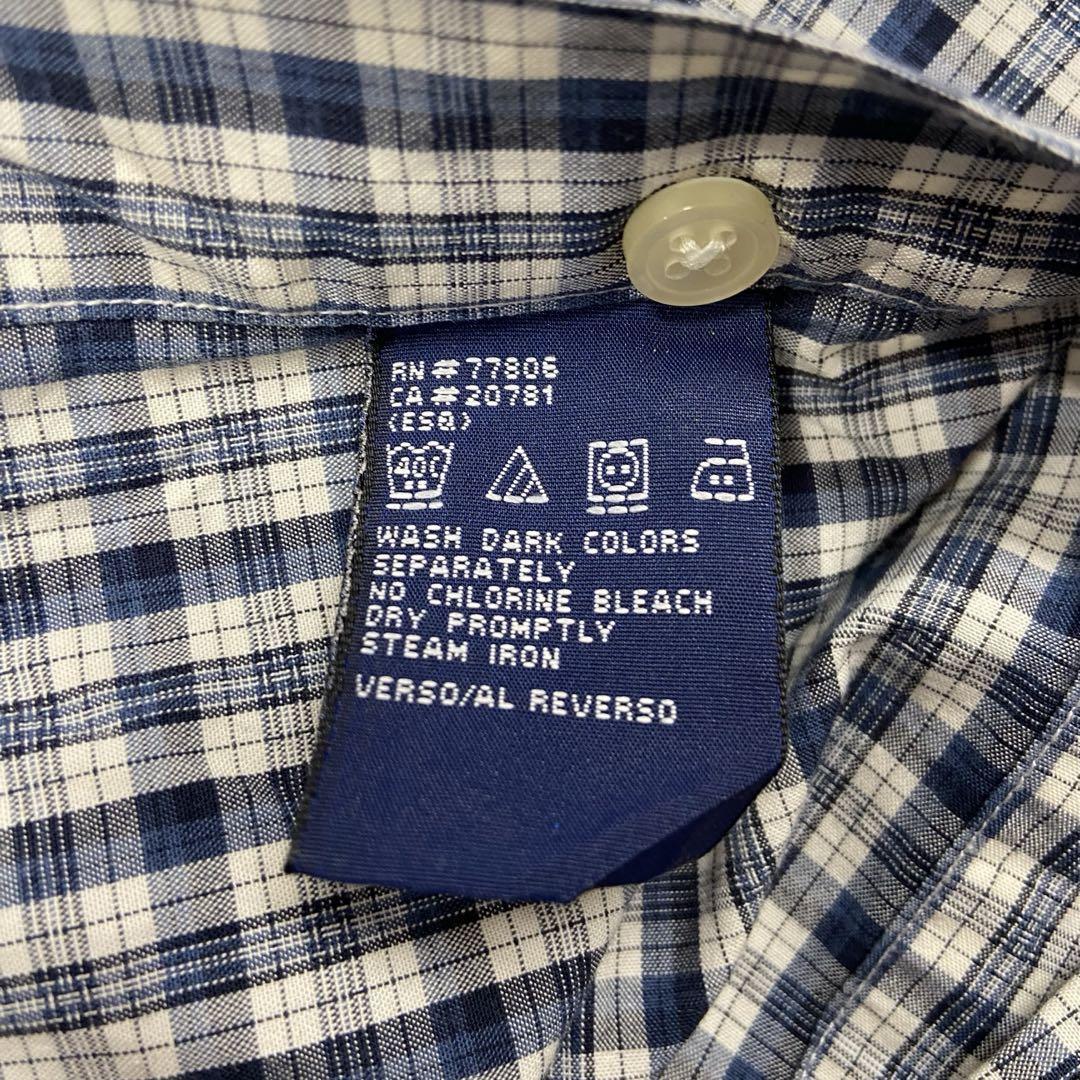 RN#77806
CA#20781
(ESQ)
40C
WASH DARK COLORS
SEPARATELY
NO CHLORINE BLEACH
DRY PROMPTLY
STEAM IRON
VERSO/AL REVERSO